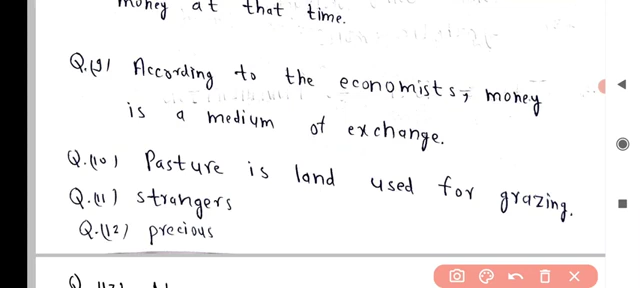 money at that time.
Q.(9) According to the economists, money
is a medium of exchange.
Q.(10) Pasture is land used for grazing.
Q.(11) strangers
Q.(12) precious